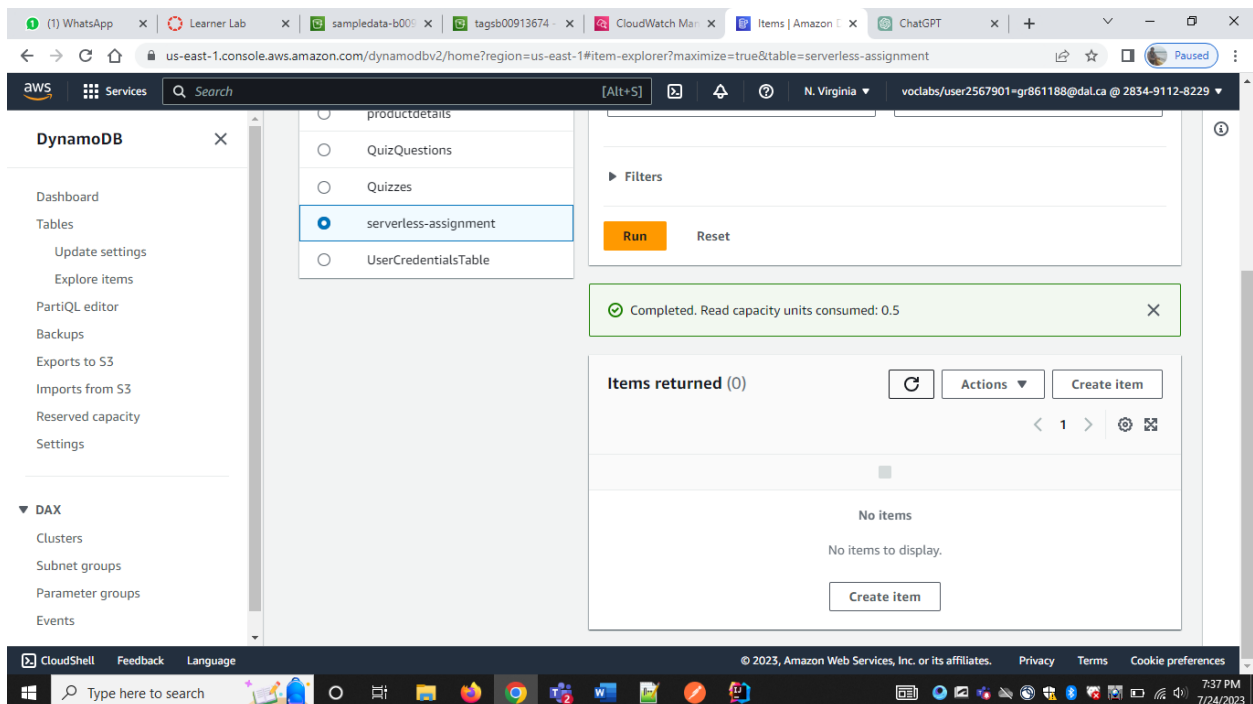 (1) WhatsApp
Learner Lab
sampledata-b009
tagsb00913674 -
CloudWatch Man
Items | Amazon D
ChatGPT
us-east-1.console.aws.amazon.com/dynamodbv2/home?region=us-east-1#item-explorer?maximize=true&table=serverless-assignment
Paused
aws Services Search [Alt+S] N. Virginia ▼ voclabs/user2567901=gr861188@dal.ca @ 2834-9112-8229 ▼
DynamoDB
Dashboard
Tables
Update settings
Explore items
PartiQL editor
Backups
Exports to S3
Imports from S3
Reserved capacity
Settings
▼ DAX
Clusters
Subnet groups
Parameter groups
Events
productdetails
QuizQuestions
Quizzes
serverless-assignment
UserCredentialsTable
▶ Filters
Run Reset
Completed. Read capacity units consumed: 0.5
Items returned (0)
Actions ▼ Create item
< 1 >
No items
No items to display.
Create item
CloudShell Feedback Language © 2023, Amazon Web Services, Inc. or its affiliates. Privacy Terms Cookie preferences
Type here to search
7:37 PM
7/24/2023